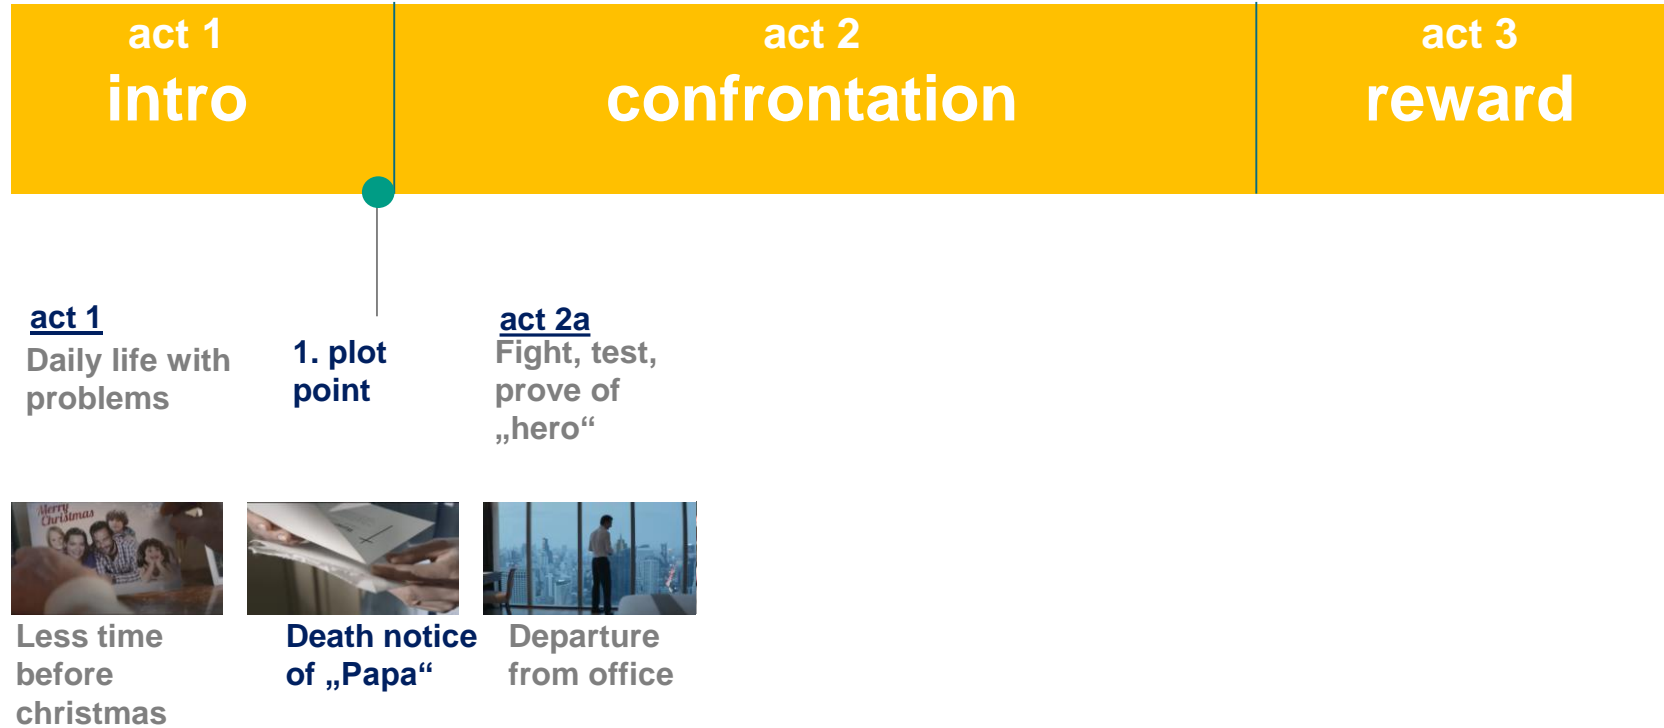 act 1
intro
act 2
confrontation
act 3
reward
act 1
Daily life with
problems
1. plot
point
act 2a
Fight, test,
prove of
„hero“
Merry
Christmas
Less time
before
christmas
Death notice
of „Papa“
Departure
from office